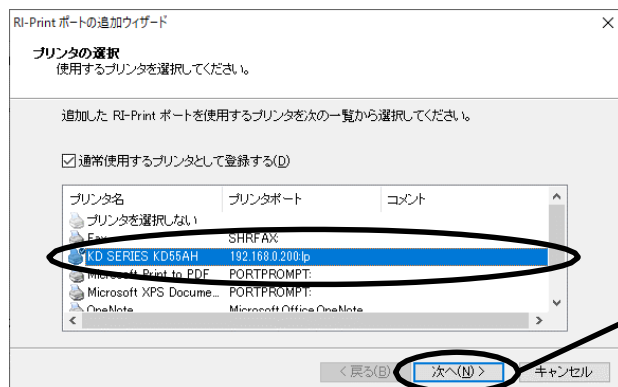 RI-Print ポートの追加ウィザード
プリンタの選択
使用するプリンタを選択してください。
追加した RI-Print ポートを使用するプリンタを次の一覧から選択してください。
通常使用するプリンタとして登録する(D)
プリンタ名 プリンタポート コメント
プリンタを選択しない
Fax SHRFAX:
KD SERIES KD55AH 192.168.0.200:lp
Microsoft Print to PDF PORTPROMPT:
Microsoft XPS Docume... PORTPROMPT:
OneNote Microsoft Office OneNote
< 戻る(B) 次へ(N) > キャンセル